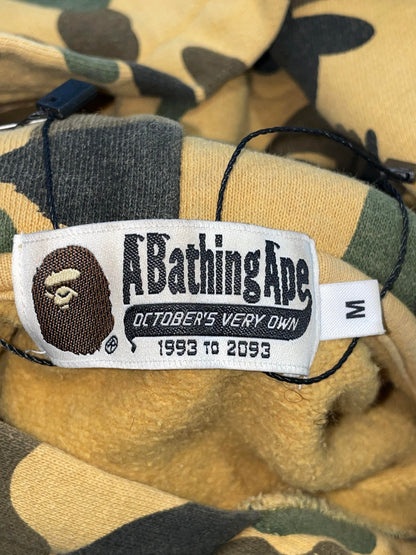 A Bathing Ape
OCTOBER'S VERY OWN
1993 TO 2093
®
M